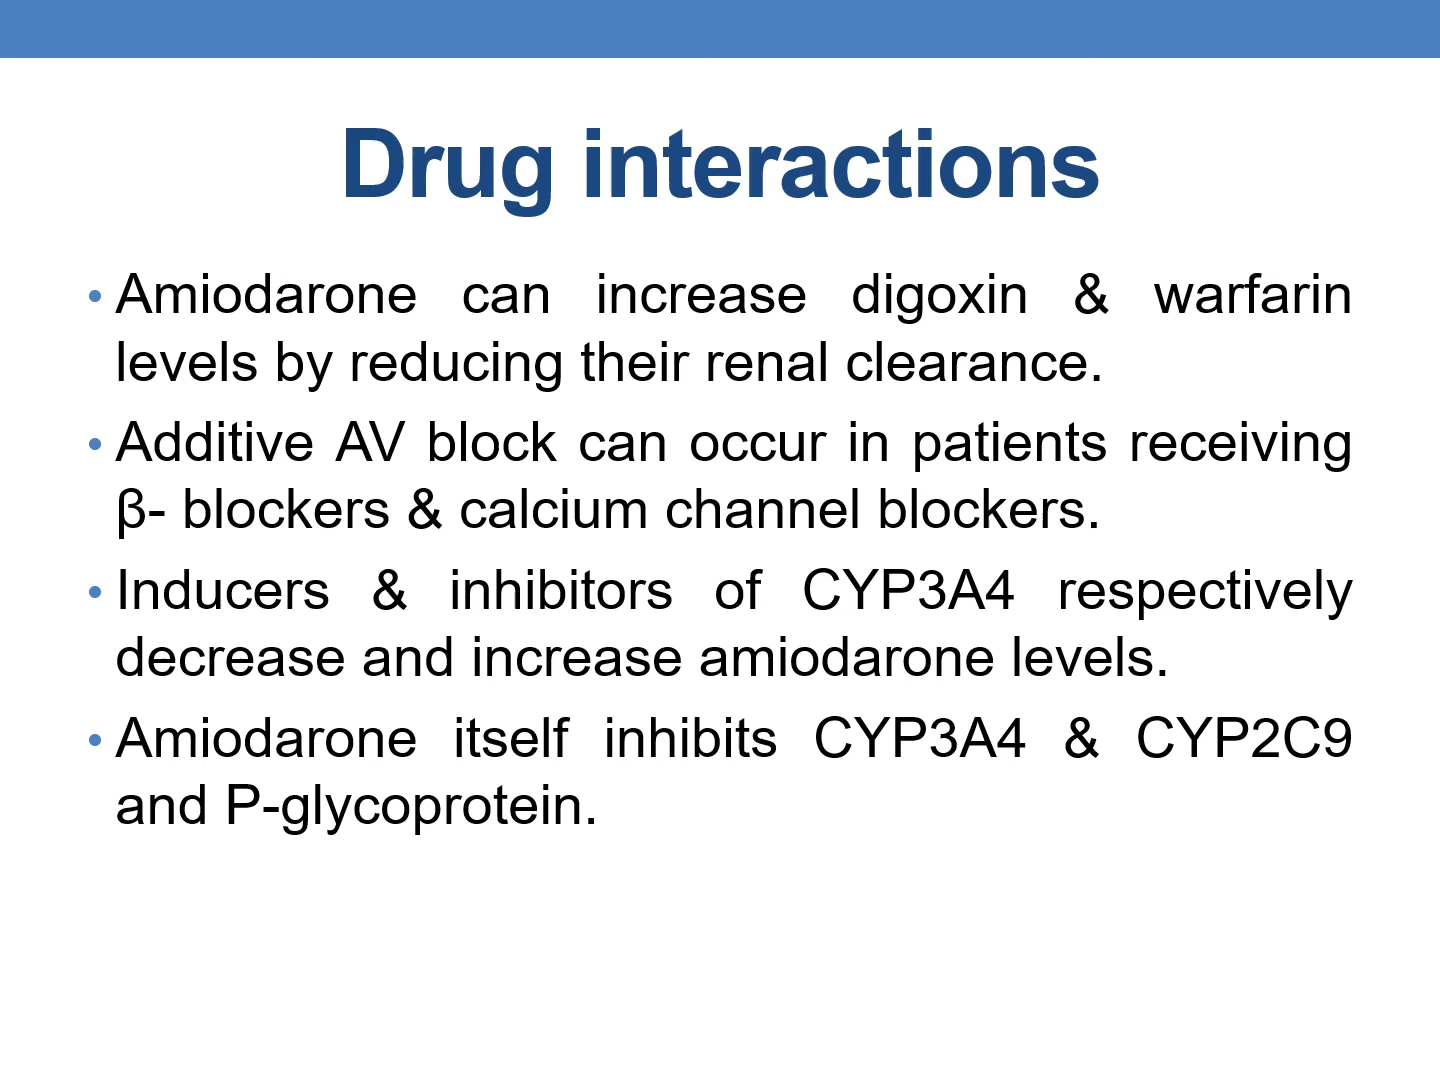 Drug interactions
• Amiodarone can increase digoxin & warfarin
levels by reducing their renal clearance.
• Additive AV block can occur in patients receiving
β- blockers & calcium channel blockers.
• Inducers & inhibitors of CYP3A4 respectively
decrease and increase amiodarone levels.
• Amiodarone itself inhibits CYP3A4 & CYP2C9
and P-glycoprotein.